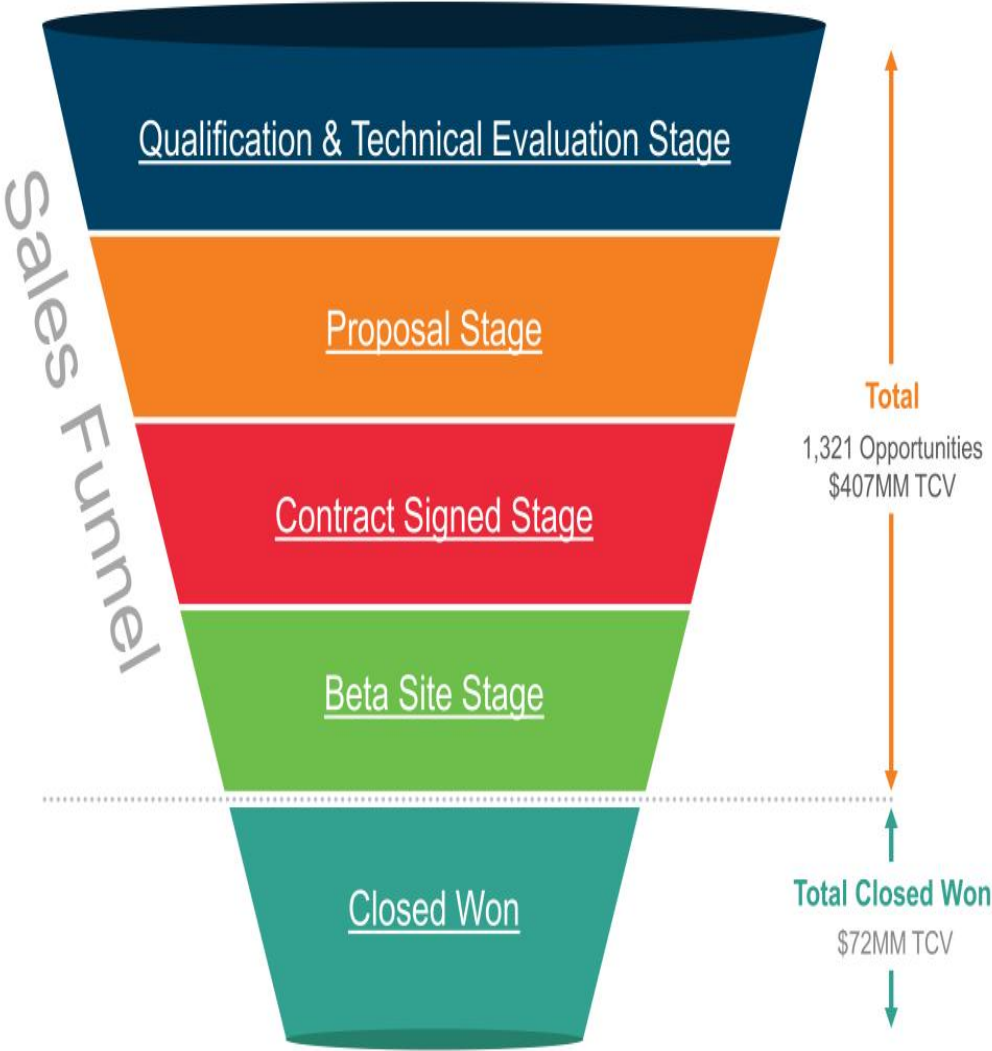 Sales Funnel
Qualification & Technical Evaluation Stage
Proposal Stage
Contract Signed Stage
Beta Site Stage
Closed Won
Total
1,321 Opportunities
$407MM TCV
Total Closed Won
$72MM TCV